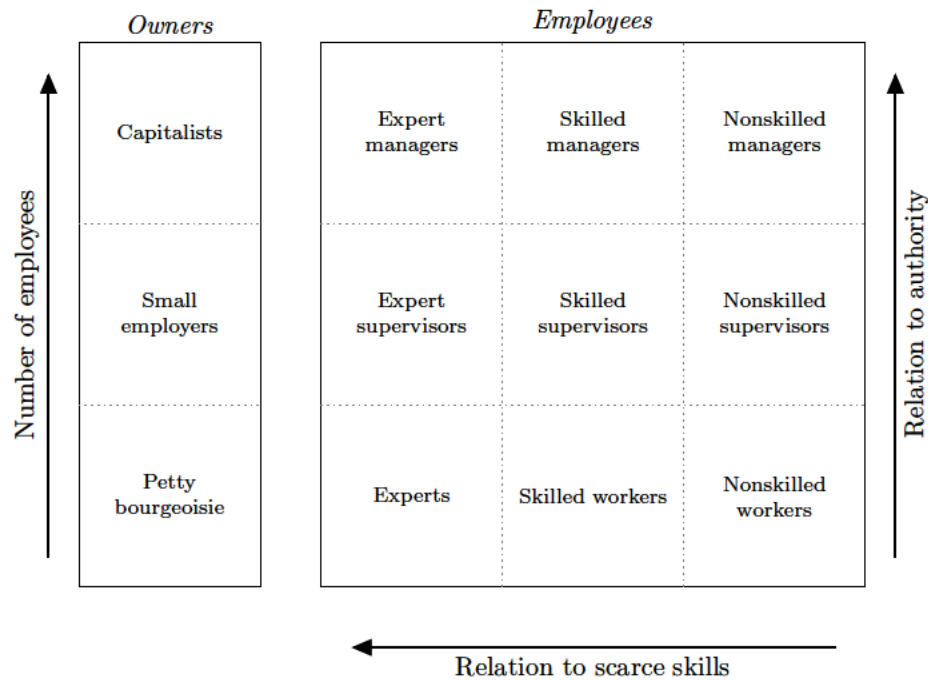 Owners
Employees
Number of employees
Capitalists
Small
employers
Petty
bourgeoisie
Expert
managers
Skilled
managers
Nonskilled
managers
Expert
supervisors
Skilled
supervisors
Nonskilled
supervisors
Experts
Skilled workers
Nonskilled
workers
Relation to authority
Relation to scarce skills